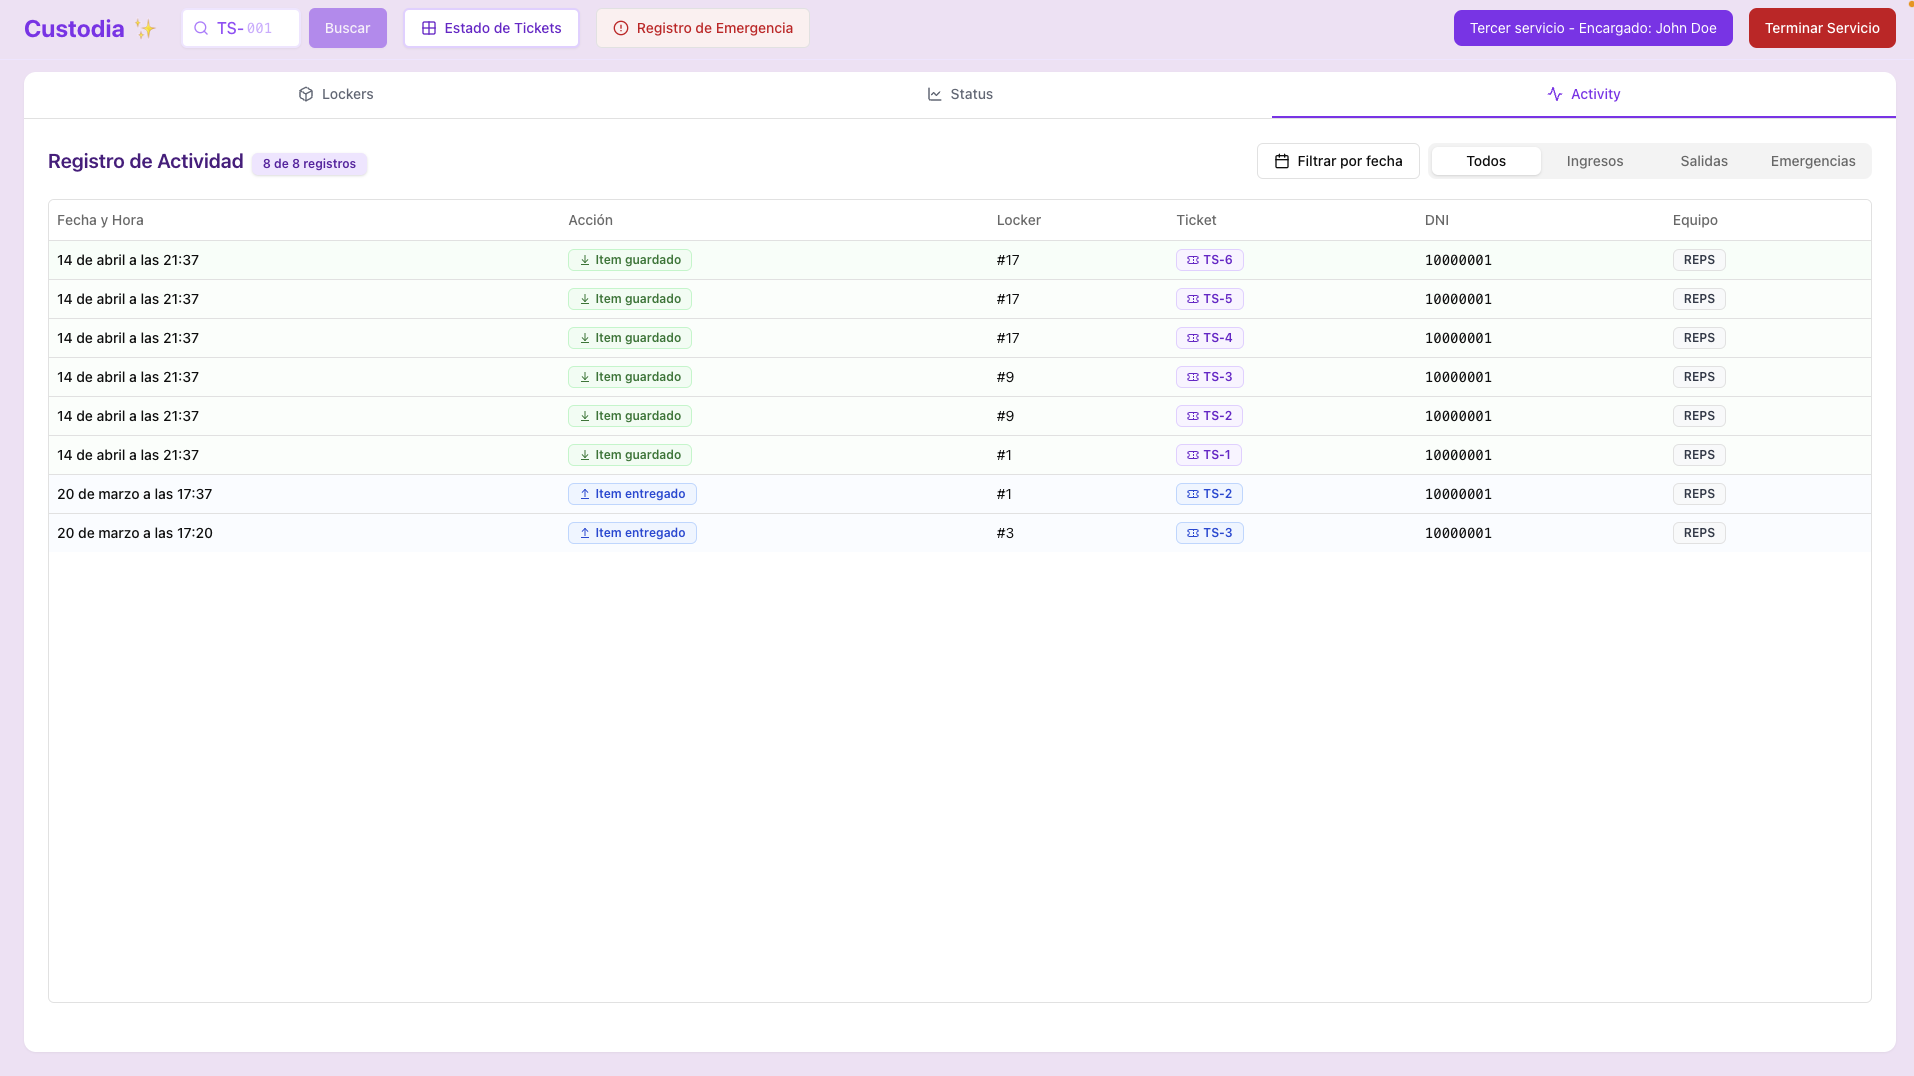 Custodia ✨ TS- 001 Buscar Estado de Tickets Registro de Emergencia Tercer servicio - Encargado: John Doe Terminar Servicio
Lockers Status Activity
Registro de Actividad 8 de 8 registros Filtrar por fecha Todos Ingresos Salidas Emergencias
Fecha y Hora Acción Locker Ticket DNI Equipo
14 de abril a las 21:37 Item guardado #17 TS-6 10000001 REPS
14 de abril a las 21:37 Item guardado #17 TS-5 10000001 REPS
14 de abril a las 21:37 Item guardado #17 TS-4 10000001 REPS
14 de abril a las 21:37 Item guardado #9 TS-3 10000001 REPS
14 de abril a las 21:37 Item guardado #9 TS-2 10000001 REPS
14 de abril a las 21:37 Item guardado #1 TS-1 10000001 REPS
20 de marzo a las 17:37 Item entregado #1 TS-2 10000001 REPS
20 de marzo a las 17:20 Item entregado #3 TS-3 10000001 REPS